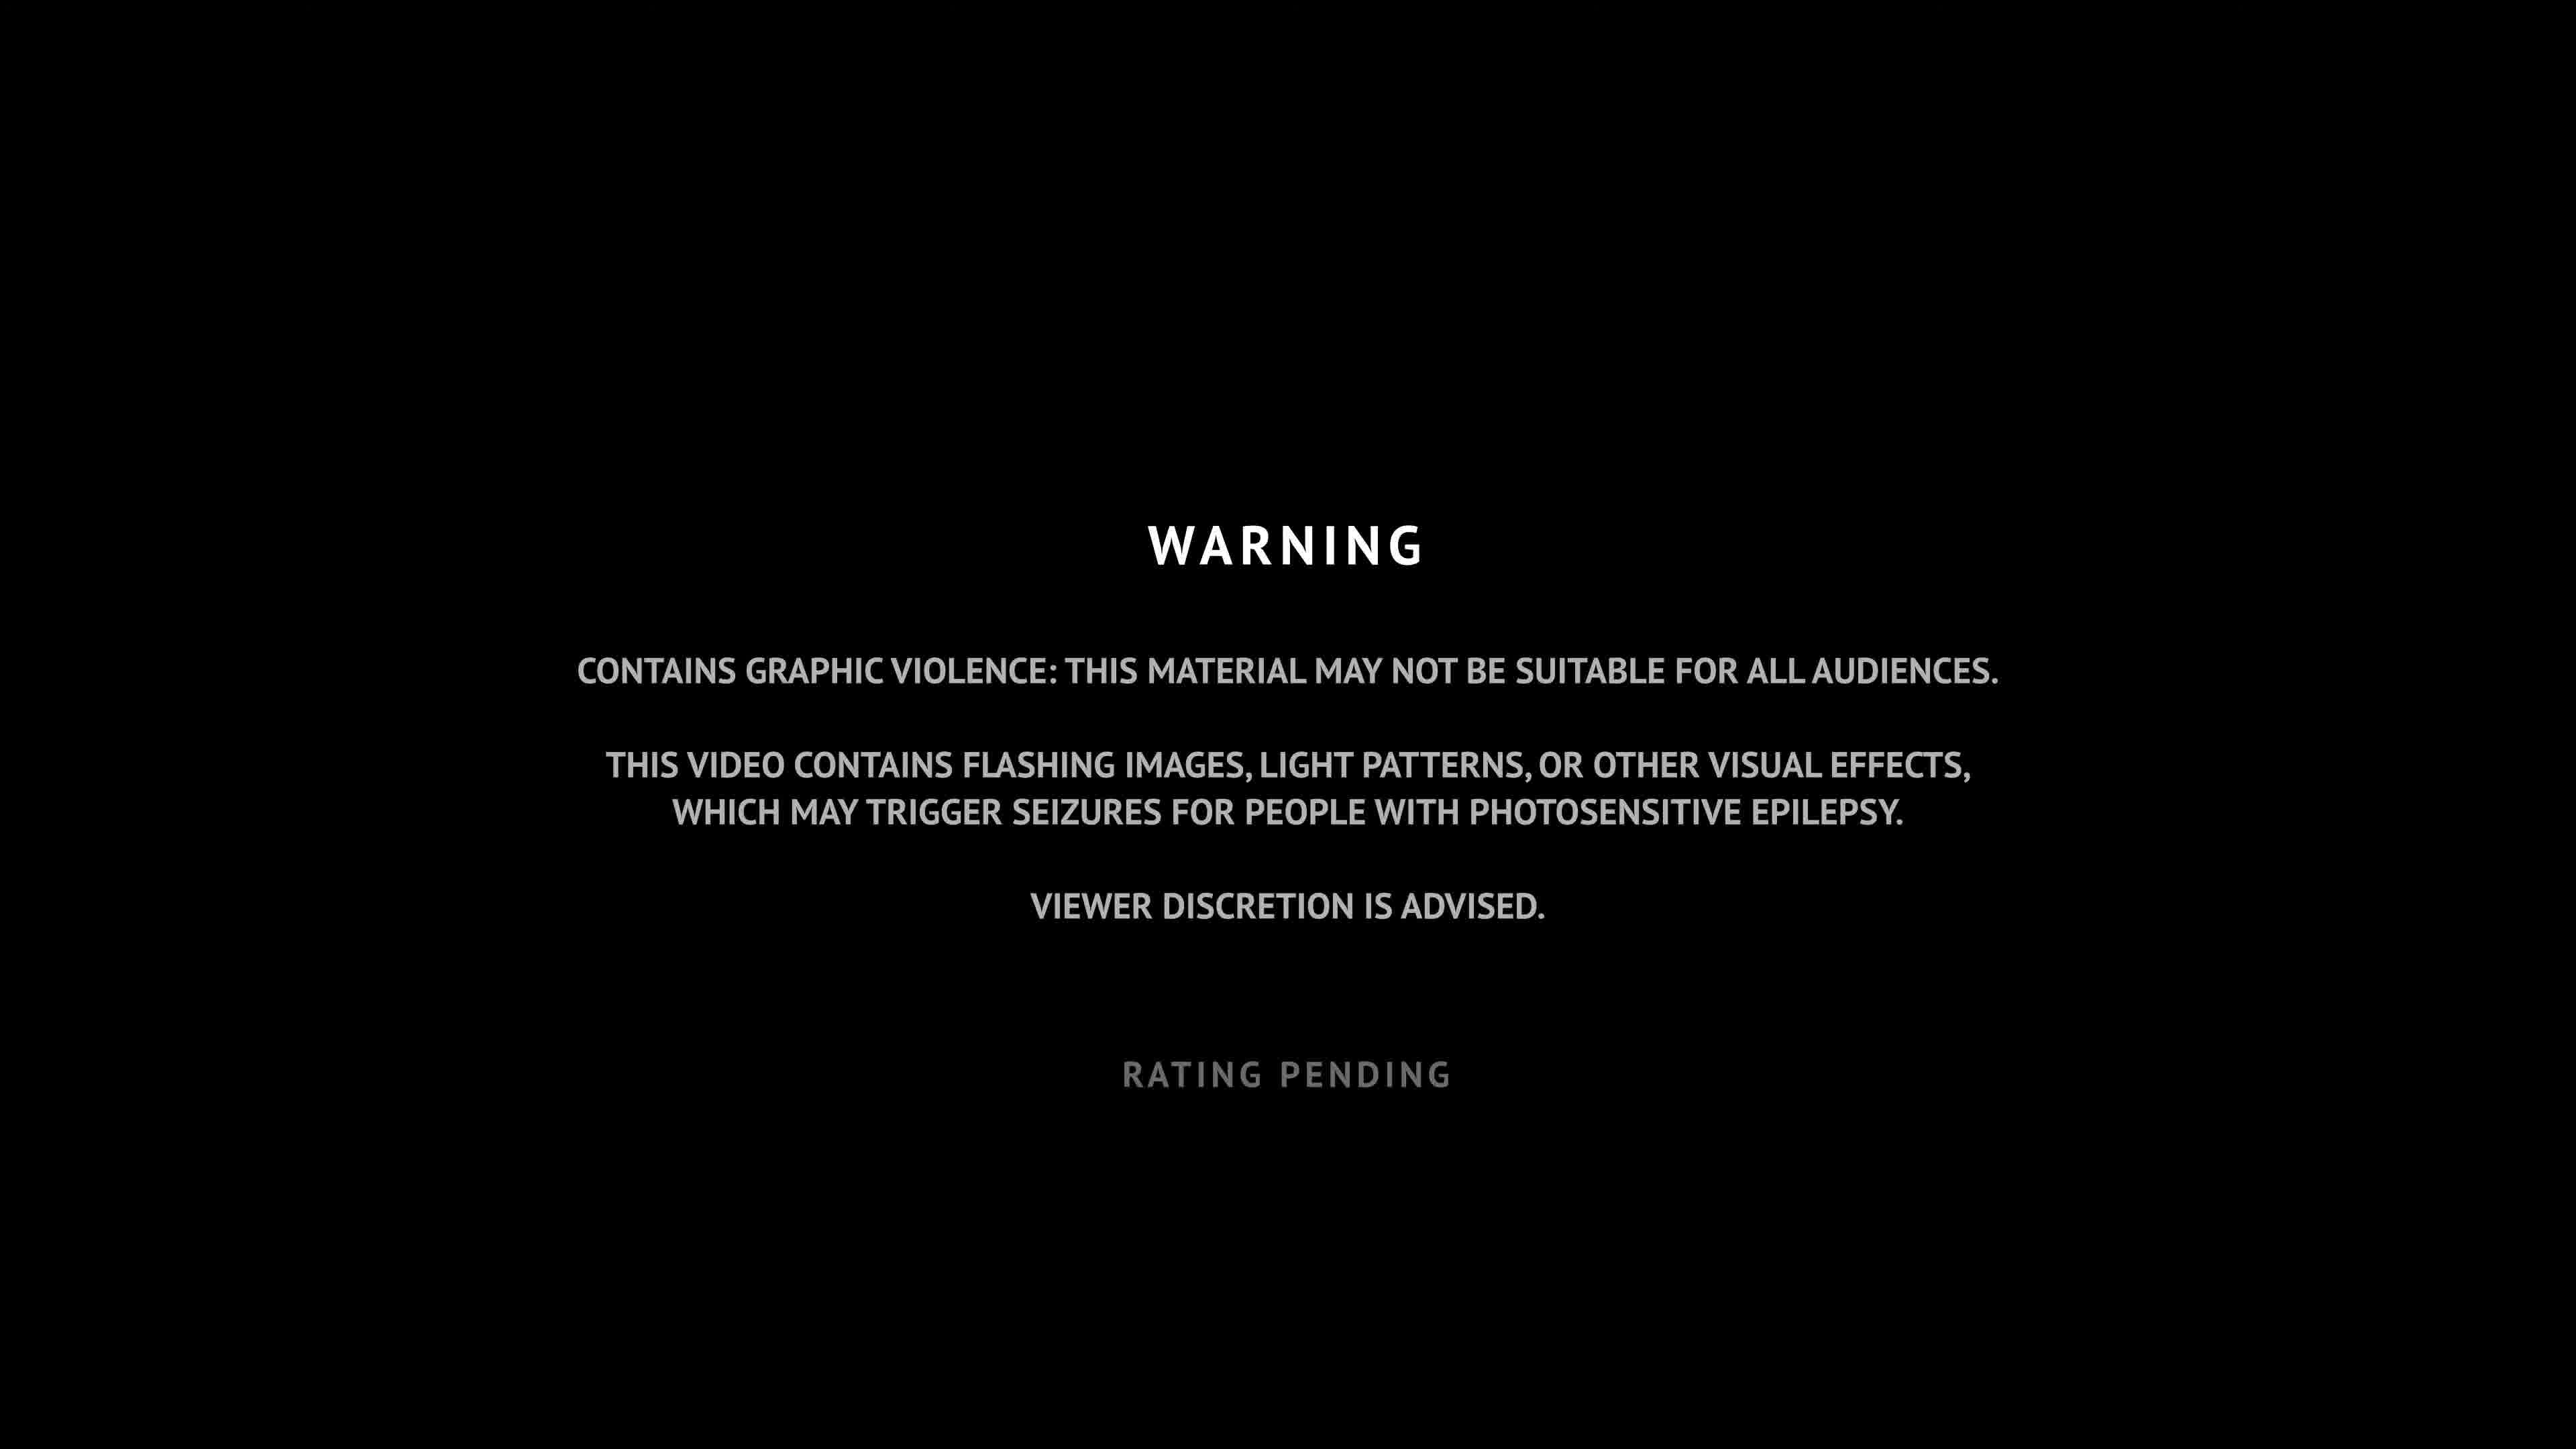 WARNING
CONTAINS GRAPHIC VIOLENCE: THIS MATERIAL MAY NOT BE SUITABLE FOR ALL AUDIENCES.
THIS VIDEO CONTAINS FLASHING IMAGES, LIGHT PATTERNS, OR OTHER VISUAL EFFECTS,
WHICH MAY TRIGGER SEIZURES FOR PEOPLE WITH PHOTOSENSITIVE EPILEPSY.
VIEWER DISCRETION IS ADVISED.
RATING PENDING